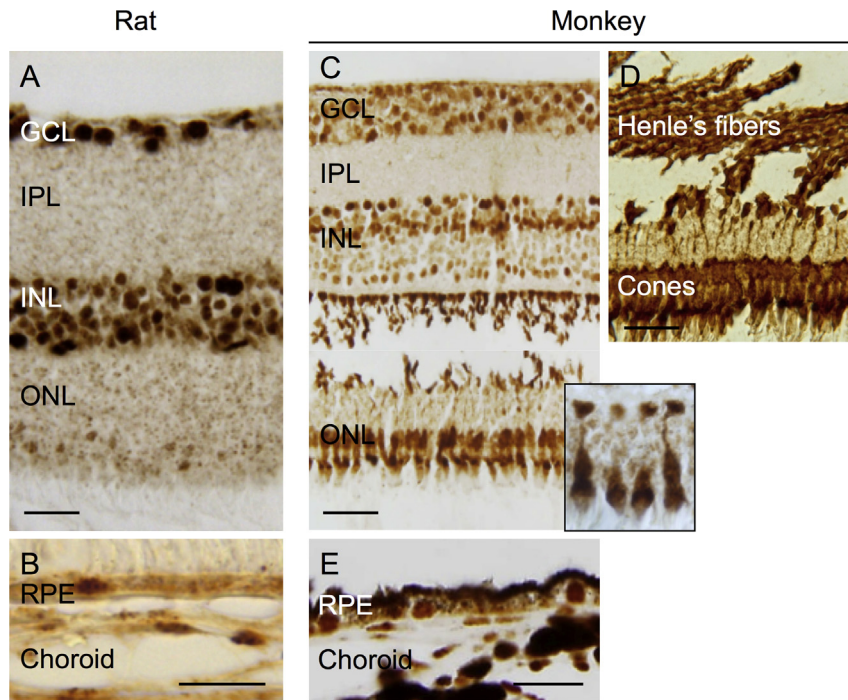 Rat
Monkey
A
GCL
IPL
INL
ONL
B
RPE
Choroid
C
GCL
IPL
INL
ONL
D
Henle's fibers
Cones
E
RPE
Choroid